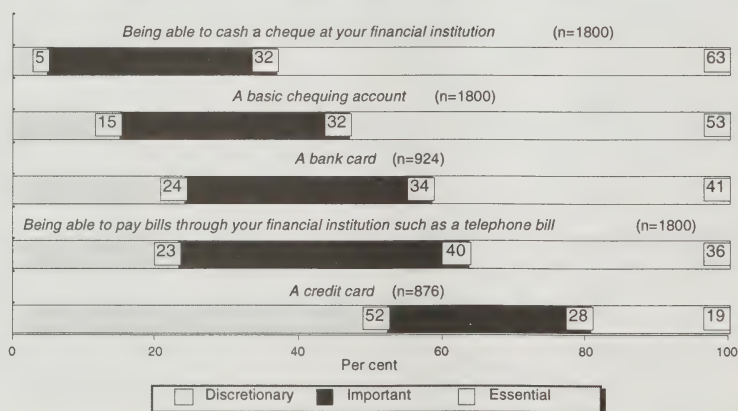 Being able to cash a cheque at your financial institution (n=1800)
5 32 63
A basic chequing account (n=1800)
15 32 53
A bank card (n=924)
24 34 41
Being able to pay bills through your financial institution such as a telephone bill (n=1800)
23 40 36
A credit card (n=876)
52 28 19
0 20 40 60 80 100
Per cent
Discretionary Important Essential